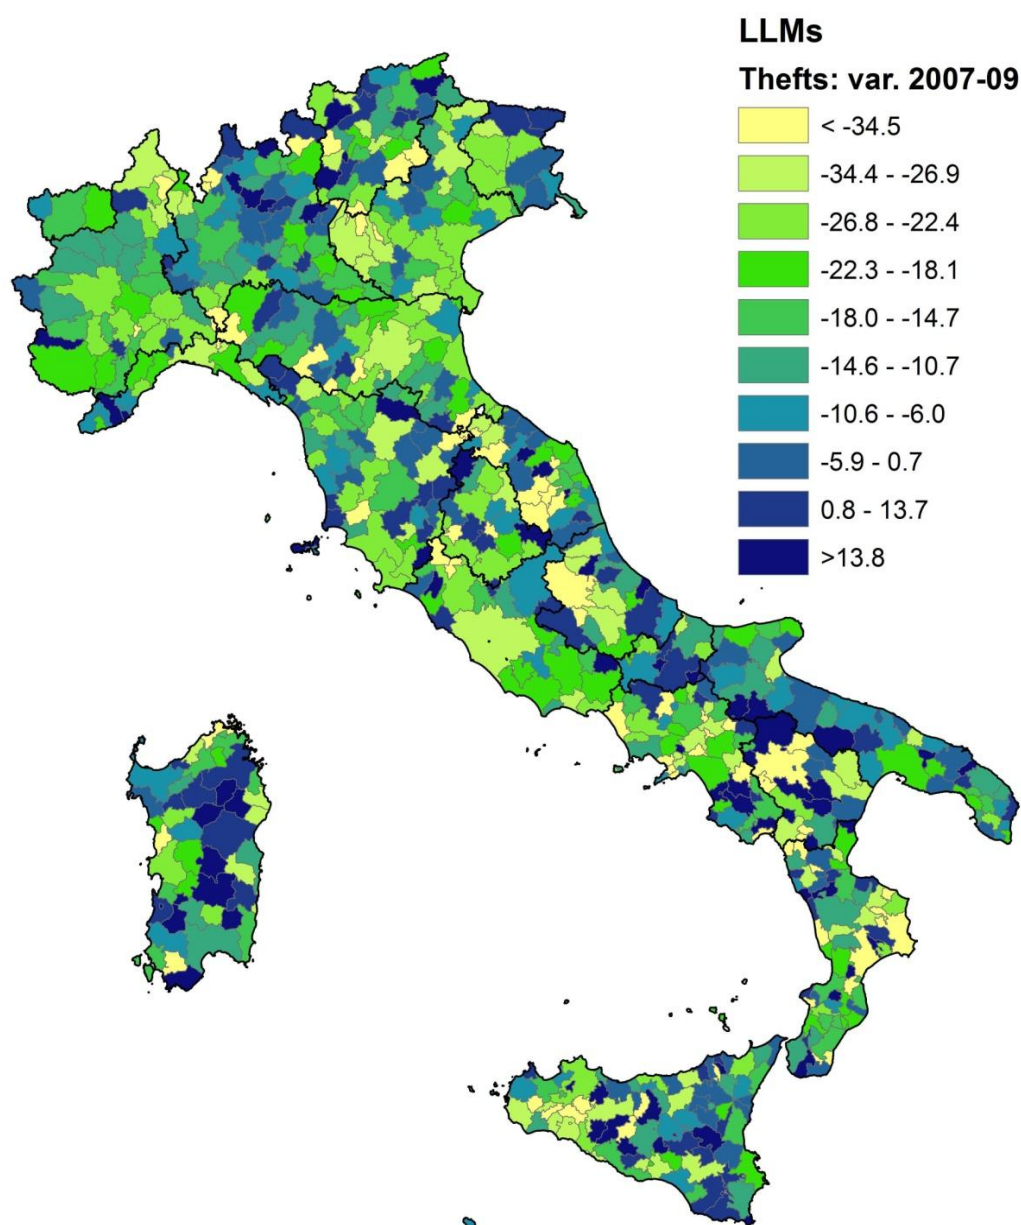 LLMs
Thefts: var. 2007-09
< -34.5
-34.4 - -26.9
-26.8 - -22.4
-22.3 - -18.1
-18.0 - -14.7
-14.6 - -10.7
-10.6 - -6.0
-5.9 - 0.7
0.8 - 13.7
>13.8